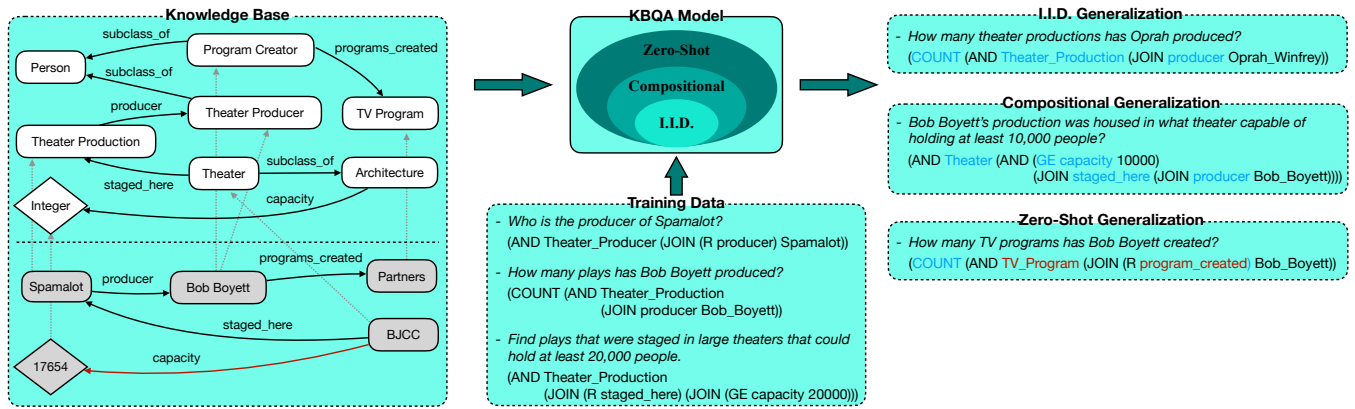 Knowledge Base
subclass_of
Program Creator
programs_created
Person
subclass_of
producer
Theater Producer
TV Program
Theater Production
subclass_of
Theater
Architecture
staged_here
capacity
Integer
programs_created
Spamalot
producer
Bob Boyett
Partners
staged_here
BJCC
capacity
17654
KBQA Model
Zero-Shot
Compositional
I.I.D.
Training Data
- Who is the producer of Spamalot?
(AND Theater_Producer (JOIN (R producer) Spamalot))
- How many plays has Bob Boyett produced?
(COUNT (AND Theater_Production
(JOIN producer Bob_Boyett))
- Find plays that were staged in large theaters that could
hold at least 20,000 people.
(AND Theater_Production
(JOIN (R staged_here) (JOIN (GE capacity 20000)))
I.I.D. Generalization
- How many theater productions has Oprah produced?
(COUNT (AND Theater_Production (JOIN producer Oprah_Winfrey))
Compositional Generalization
- Bob Boyett's production was housed in what theater capable of
holding at least 10,000 people?
(AND Theater (AND (GE capacity 10000)
(JOIN staged_here (JOIN producer Bob_Boyett))))
Zero-Shot Generalization
- How many TV programs has Bob Boyett created?
(COUNT (AND TV_Program (JOIN (R program_created) Bob_Boyett))